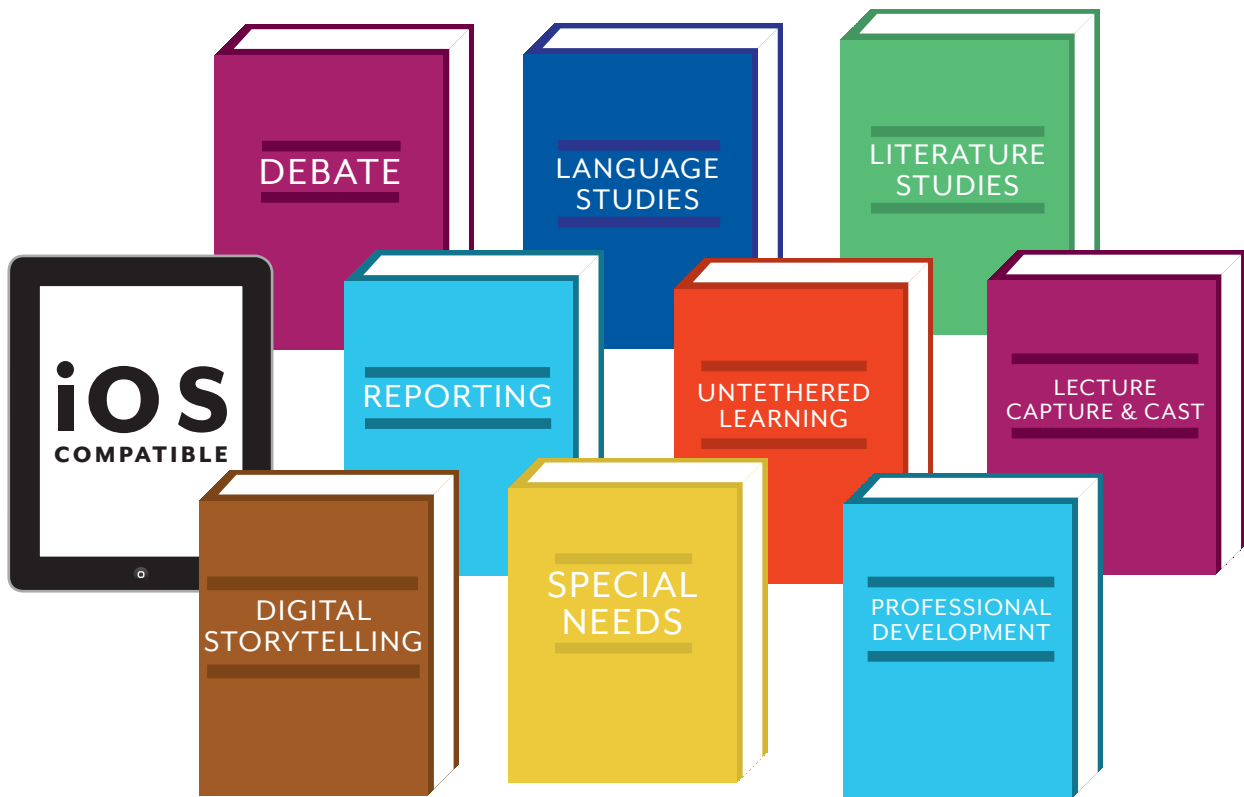 DEBATE
LANGUAGE
STUDIES
LITERATURE
STUDIES
iOS
COMPATIBLE
REPORTING
UNTETHERED
LEARNING
LECTURE
CAPTURE & CAST
DIGITAL
STORYTELLING
SPECIAL
NEEDS
PROFESSIONAL
DEVELOPMENT